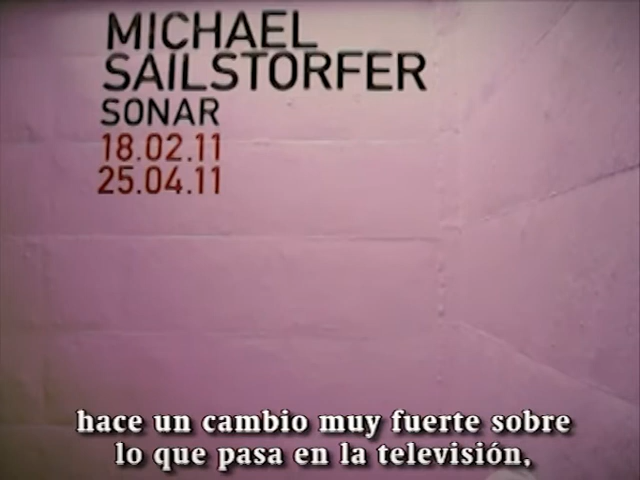 MICHAEL
SAILSTORFER
SONAR
18.02.11
25.04.11
hace un cambio muy fuerte sobre
lo que pasa en la televisión,